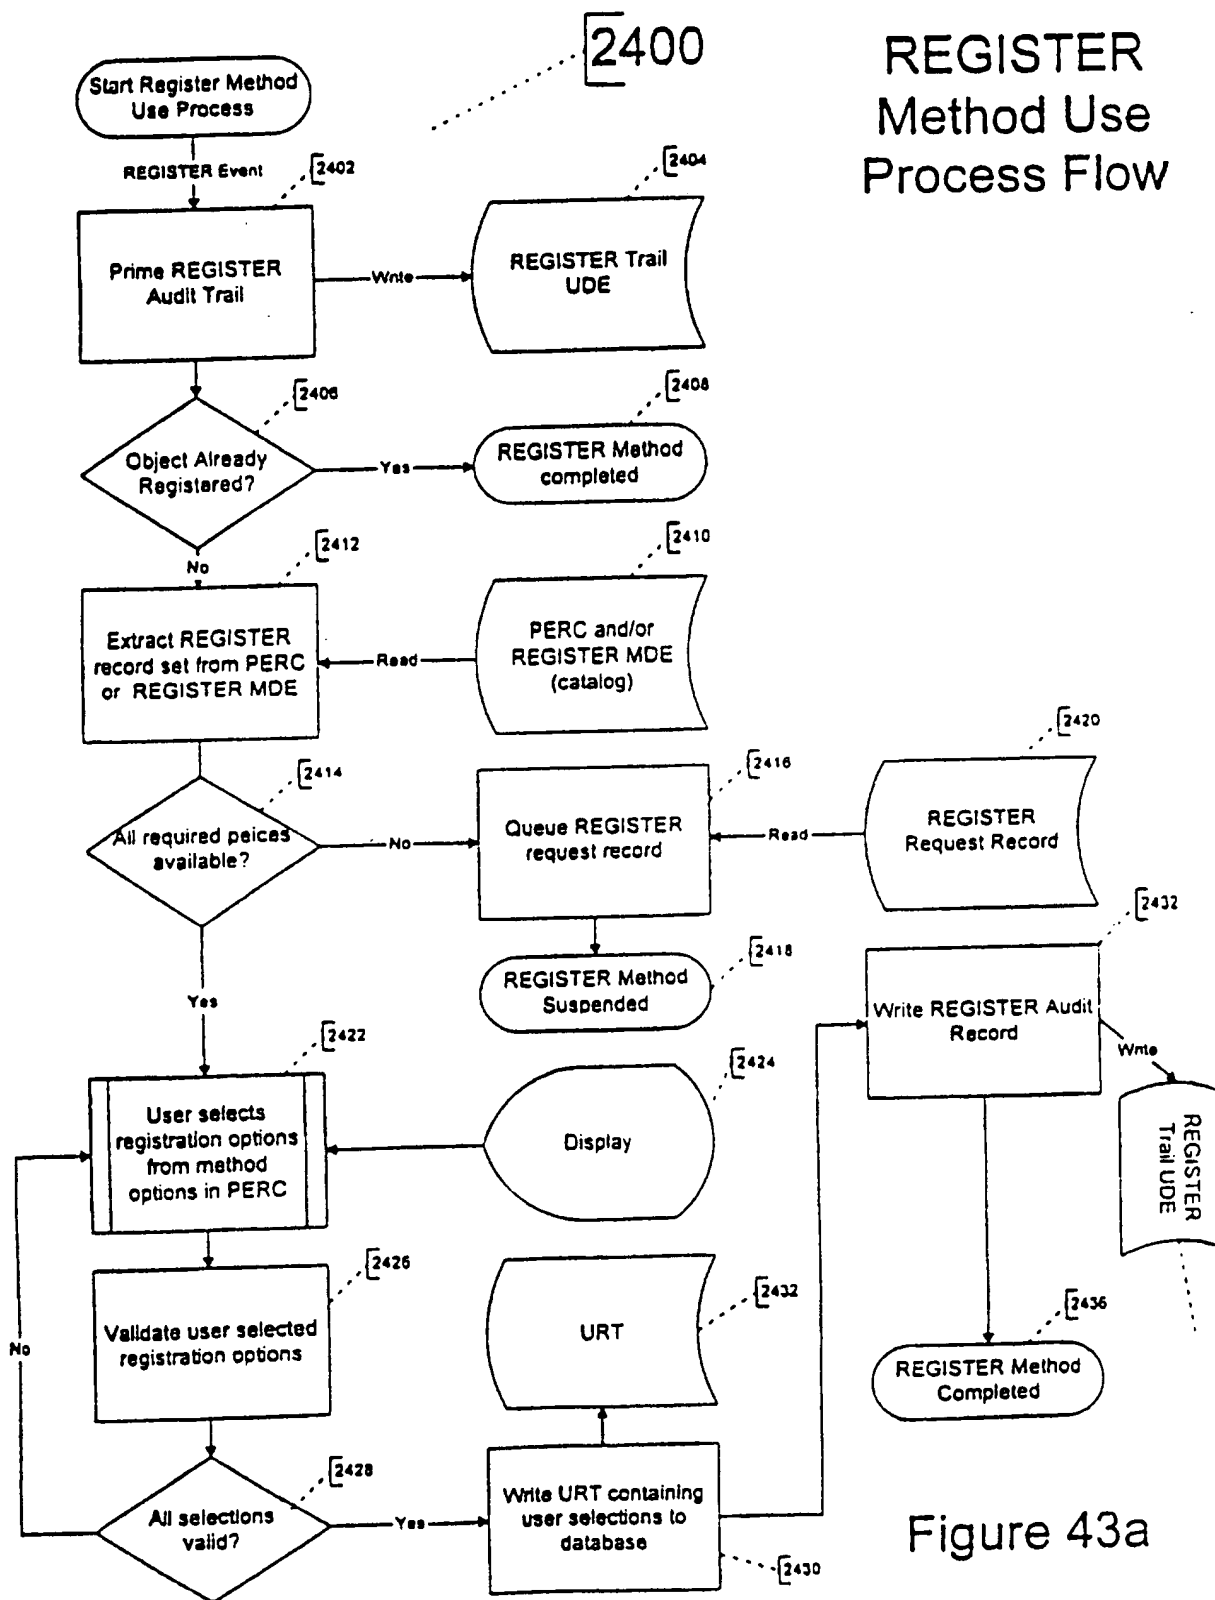 2400
REGISTER
Method Use
Process Flow
Start Register Method
Use Process
REGISTER Event
2402
2404
Prime REGISTER
Audit Trail
Write
REGISTER Trail
UDE
2406
2408
Object Already
Registered?
Yes
REGISTER Method
completed
No
2412
2410
Extract REGISTER
record set from PERC
or REGISTER MDE
Read
PERC and/or
REGISTER MDE
(catalog)
2414
2416
2420
All required peices
available?
No
Queue REGISTER
request record
Read
REGISTER
Request Record
2418
REGISTER Method
Suspended
2432
Write REGISTER Audit
Record
Write
REGISTER
Trail UDE
Yes
2422
2424
User selects
registration options
from method
options in PERC
Display
2426
2432
Validate user selected
registration options
URT
No
2436
REGISTER Method
Completed
2428
All selections
valid?
Yes
Write URT containing
user selections to
database
2430
Figure 43a